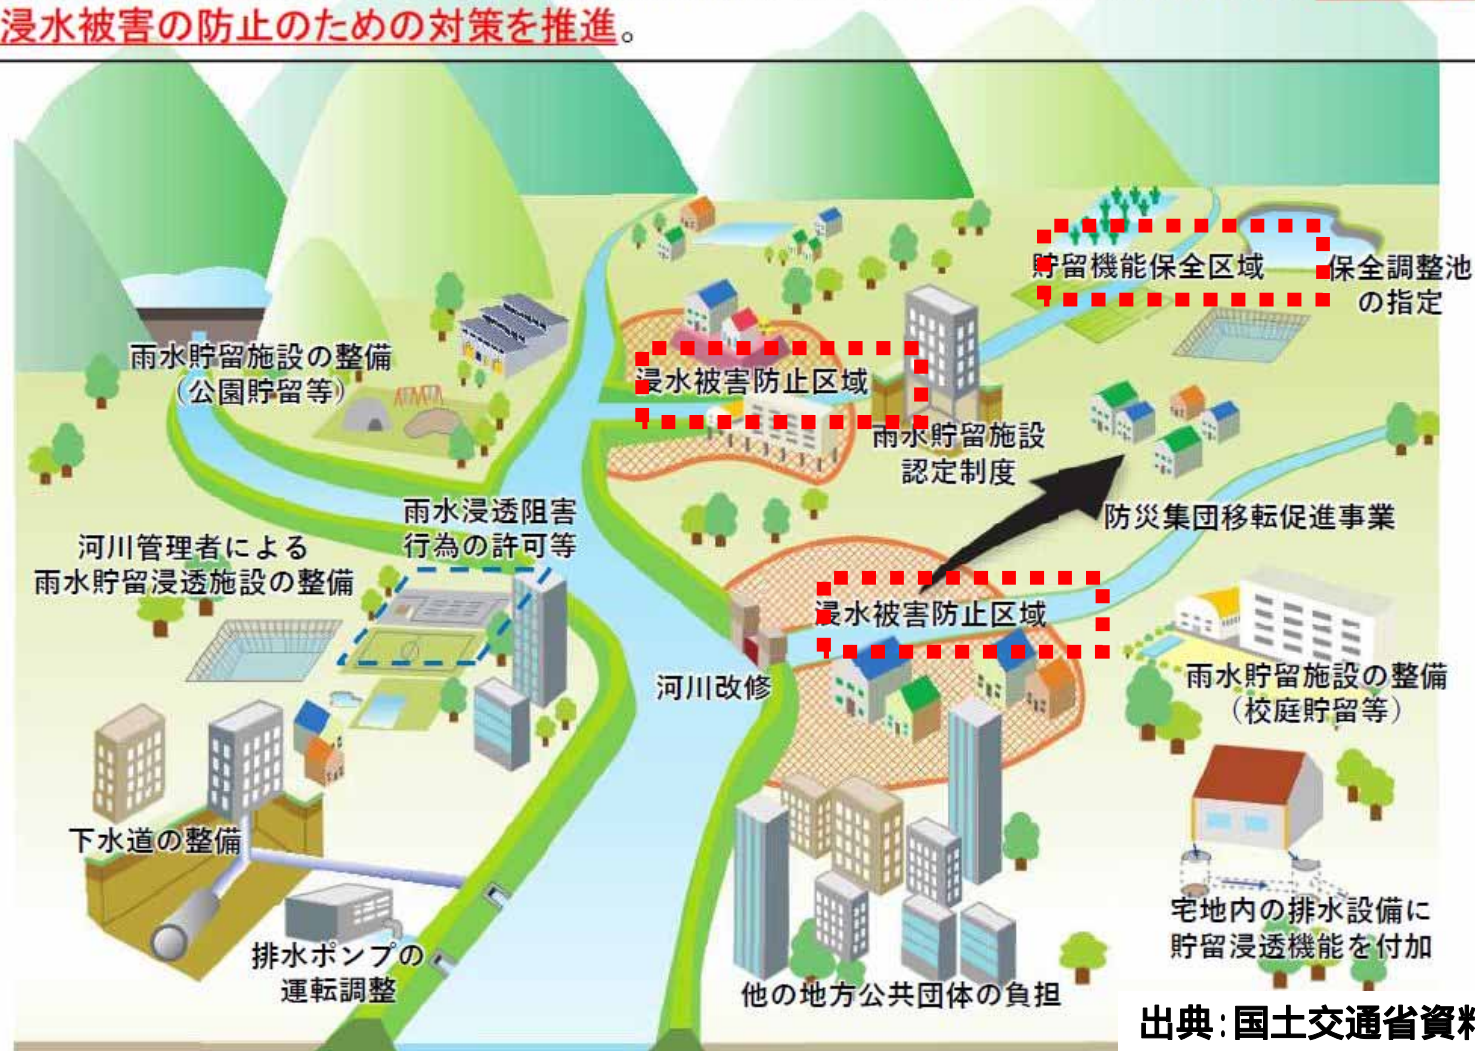 浸水被害の防止のための対策を推進。
貯留機能保全区域
保全調整池
の指定
雨水貯留施設の整備
（公園貯留等）
浸水被害防止区域
雨水貯留施設
認定制度
雨水浸透阻害
行為の許可等
防災集団移転促進事業
河川管理者による
雨水貯留浸透施設の整備
浸水被害防止区域
河川改修
雨水貯留施設の整備
（校庭貯留等）
下水道の整備
排水ポンプの
運転調整
宅地内の排水設備に
貯留浸透機能を付加
他の地方公共団体の負担
出典：国土交通省資料